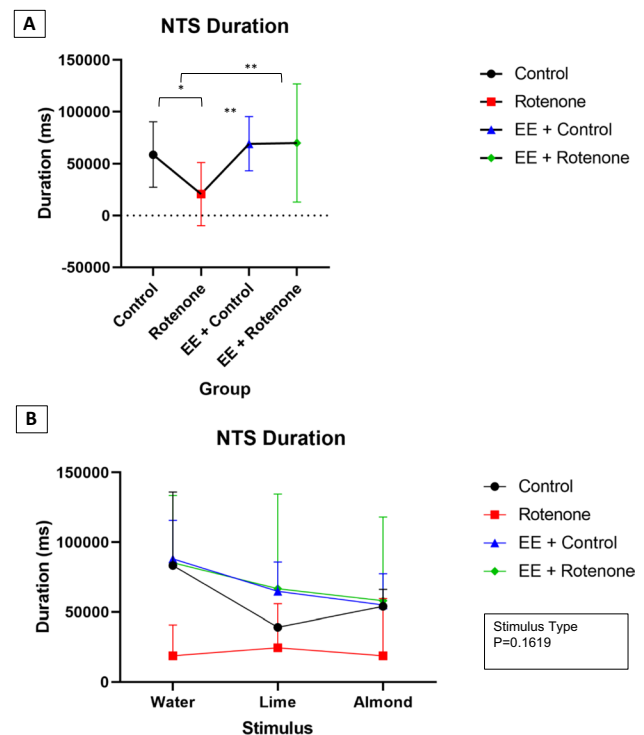 A
NTS Duration
150000
100000
50000
0
-50000
Duration (ms)
**
*
**
Control
Rotenone
EE + Control
EE + Rotenone
Group
Control
Rotenone
EE + Control
EE + Rotenone
B
NTS Duration
150000
100000
50000
0
Duration (ms)
Water
Lime
Almond
Stimulus
Control
Rotenone
EE + Control
EE + Rotenone
Stimulus Type
P=0.1619